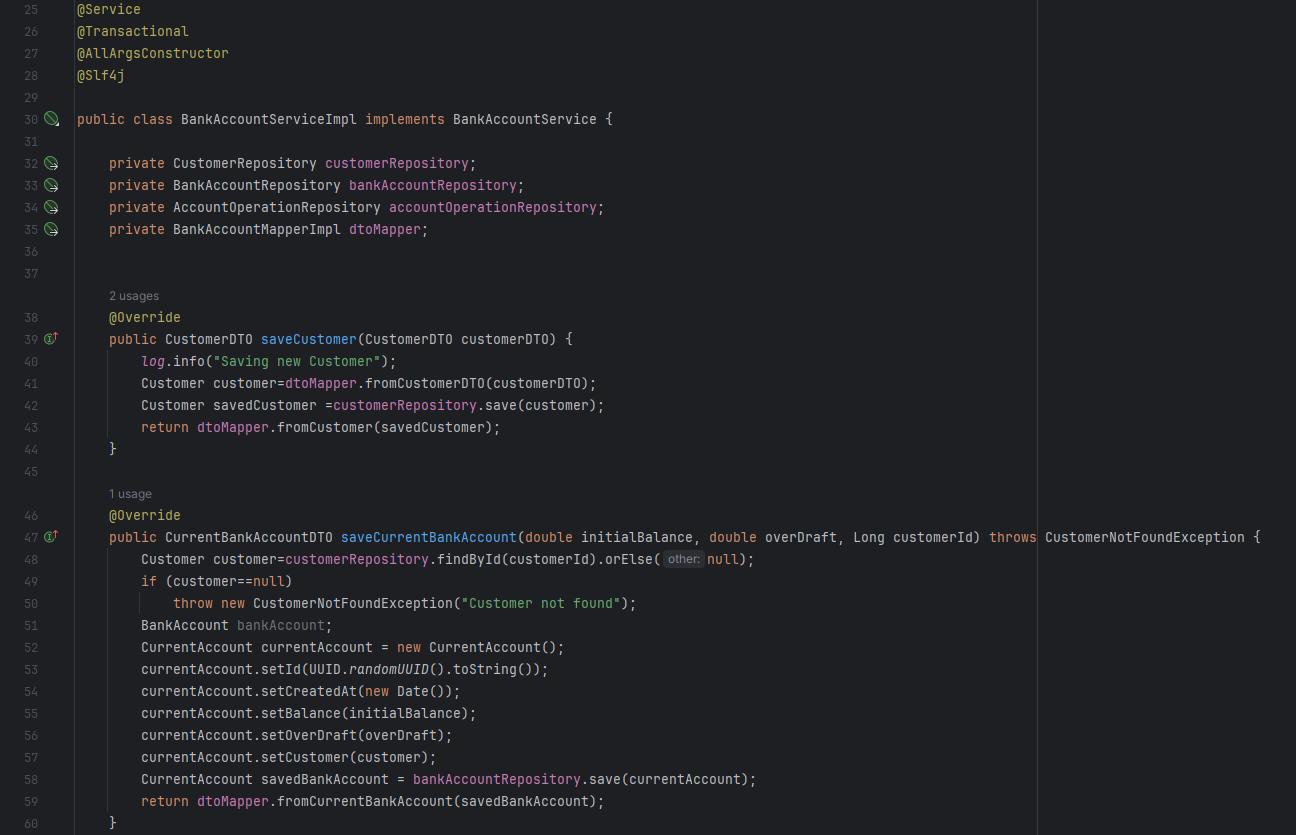 25 @Service
26 @Transactional
27 @AllArgsConstructor
28 @Slf4j
29
30 public class BankAccountServiceImpl implements BankAccountService {
31
32     private CustomerRepository customerRepository;
33     private BankAccountRepository bankAccountRepository;
34     private AccountOperationRepository accountOperationRepository;
35     private BankAccountMapperImpl dtoMapper;
36
37
    2 usages
38     @Override
39     public CustomerDTO saveCustomer(CustomerDTO customerDTO) {
40         log.info("Saving new Customer");
41         Customer customer=dtoMapper.fromCustomerDTO(customerDTO);
42         Customer savedCustomer =customerRepository.save(customer);
43         return dtoMapper.fromCustomer(savedCustomer);
44     }
45
    1 usage
46     @Override
47     public CurrentBankAccountDTO saveCurrentBankAccount(double initialBalance, double overDraft, Long customerId) throws CustomerNotFoundException {
48         Customer customer=customerRepository.findById(customerId).orElse( other: null);
49         if (customer==null)
50             throw new CustomerNotFoundException("Customer not found");
51         BankAccount bankAccount;
52         CurrentAccount currentAccount = new CurrentAccount();
53         currentAccount.setId(UUID.randomUUID().toString());
54         currentAccount.setCreatedAt(new Date());
55         currentAccount.setBalance(initialBalance);
56         currentAccount.setOverDraft(overDraft);
57         currentAccount.setCustomer(customer);
58         CurrentAccount savedBankAccount = bankAccountRepository.save(currentAccount);
59         return dtoMapper.fromCurrentBankAccount(savedBankAccount);
60     }